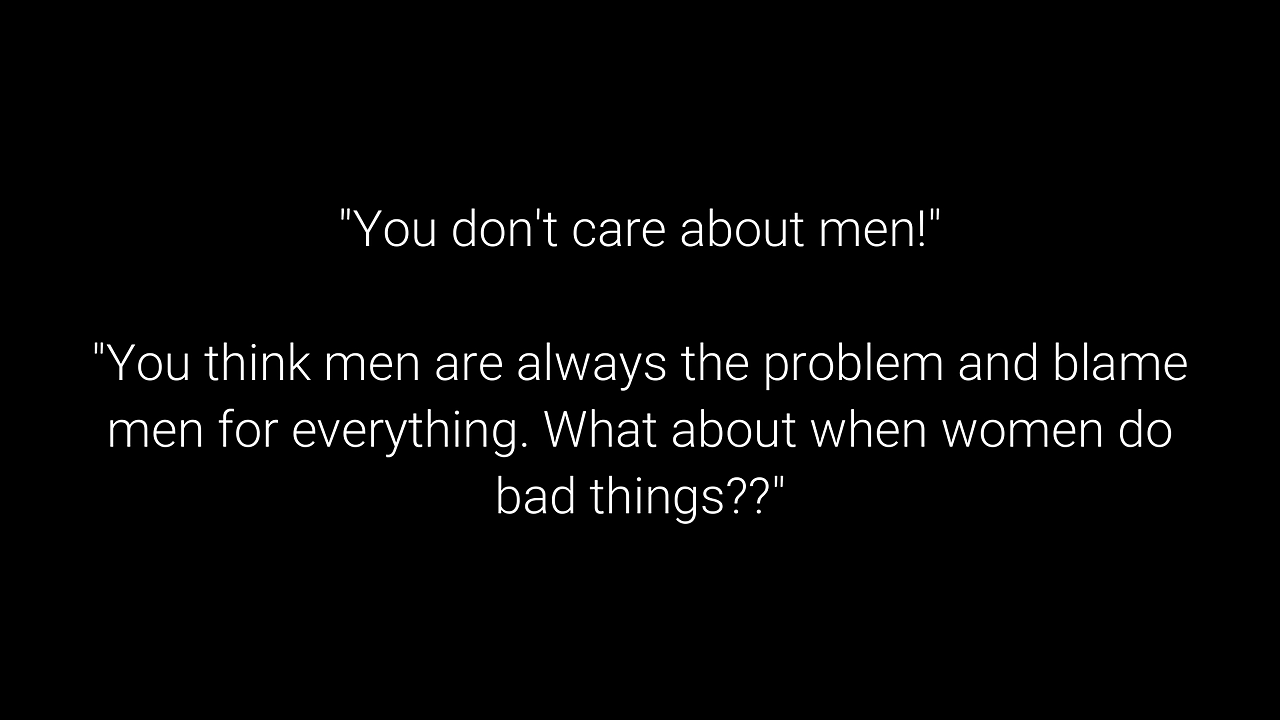 "You don't care about men!"
"You think men are always the problem and blame
men for everything. What about when women do
bad things??"